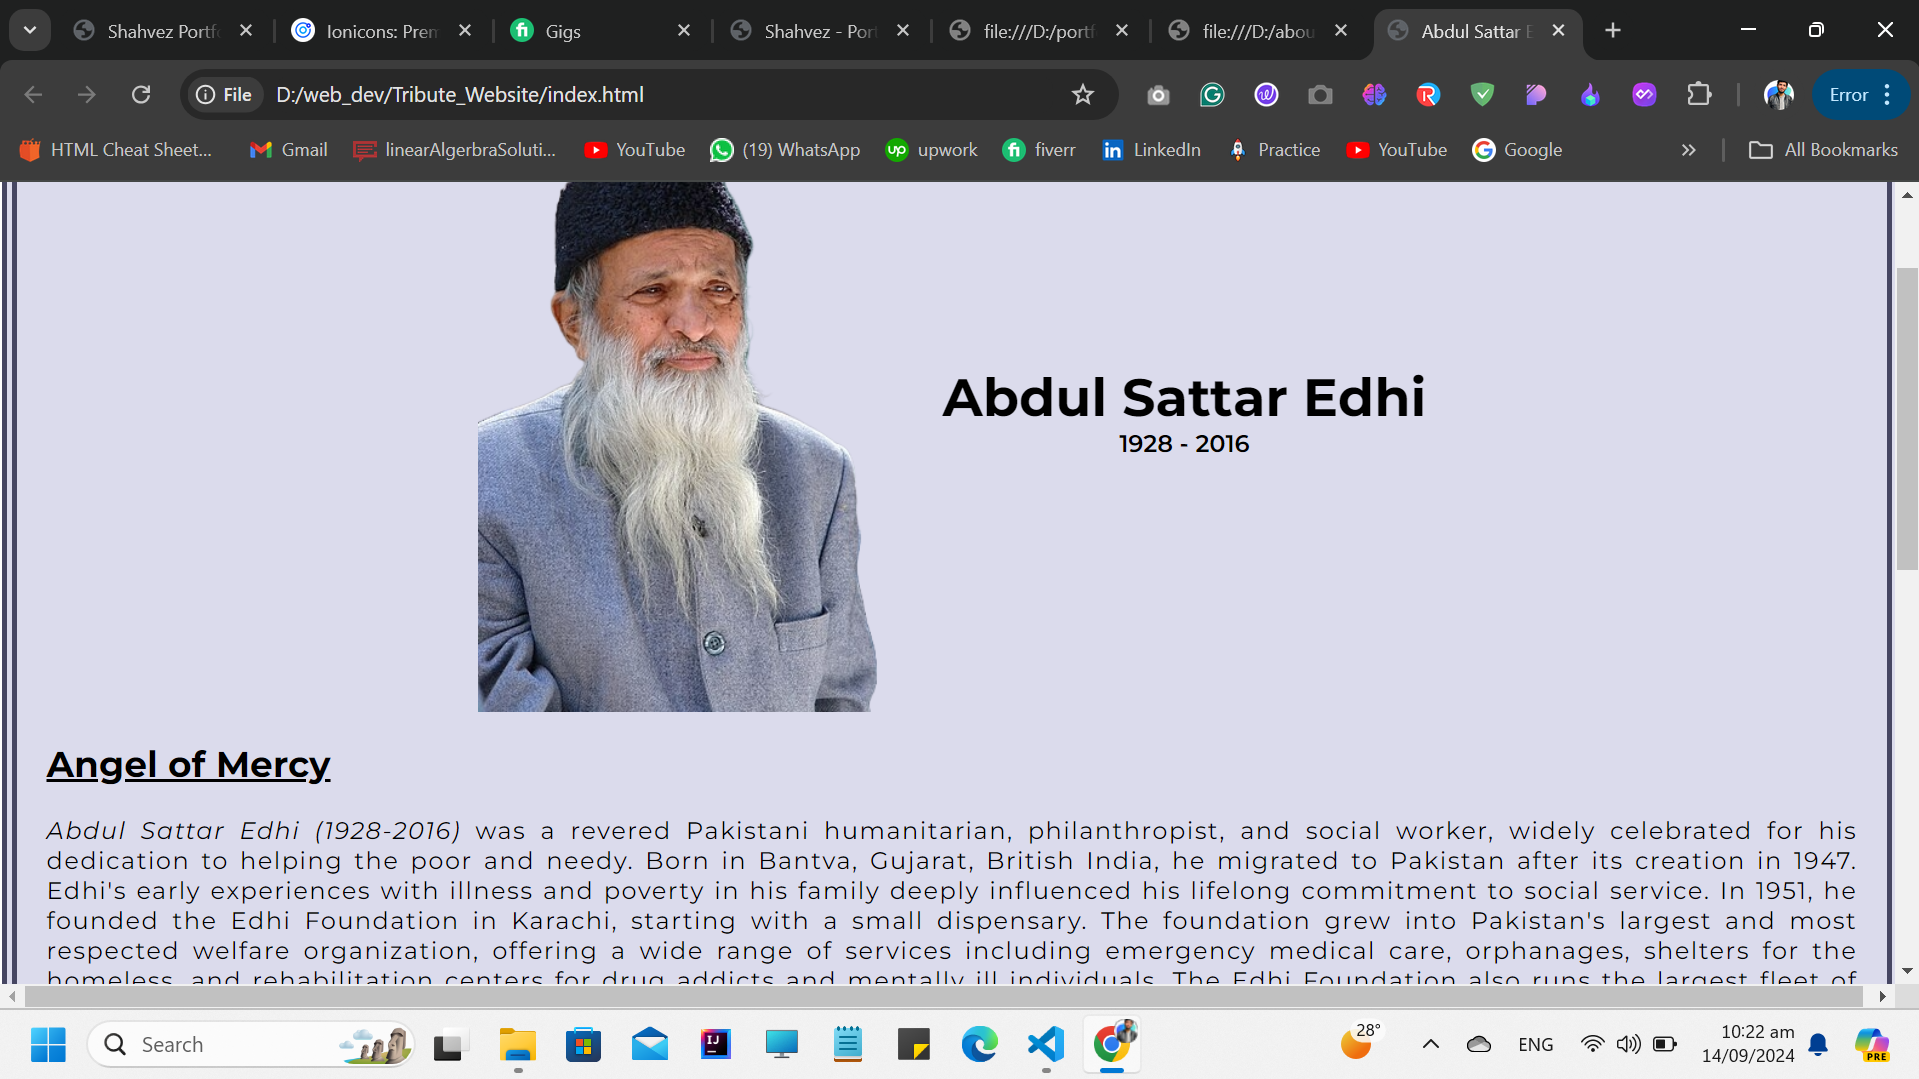 Shahvez Portf
Ionicons: Prem
Gigs
Shahvez - Port
file:///D:/portf
file:///D:/abou
Abdul Sattar E
File
D:/web_dev/Tribute_Website/index.html
Error
HTML Cheat Sheet...
Gmail
linearAlgerbraSoluti...
YouTube
(19) WhatsApp
up
upwork
fi
fiverr
in
LinkedIn
Practice
YouTube
Google
All Bookmarks
Abdul Sattar Edhi
1928 - 2016
Angel of Mercy
Abdul Sattar Edhi (1928-2016) was a revered Pakistani humanitarian, philanthropist, and social worker, widely celebrated for his
dedication to helping the poor and needy. Born in Bantva, Gujarat, British India, he migrated to Pakistan after its creation in 1947.
Edhi's early experiences with illness and poverty in his family deeply influenced his lifelong commitment to social service. In 1951, he
founded the Edhi Foundation in Karachi, starting with a small dispensary. The foundation grew into Pakistan's largest and most
respected welfare organization, offering a wide range of services including emergency medical care, orphanages, shelters for the
homeless, and rehabilitation centers for drug addicts and mentally ill individuals. The Edhi Foundation also runs the largest fleet of
Search
IJ
28°
ENG
10:22 am
14/09/2024
PRE